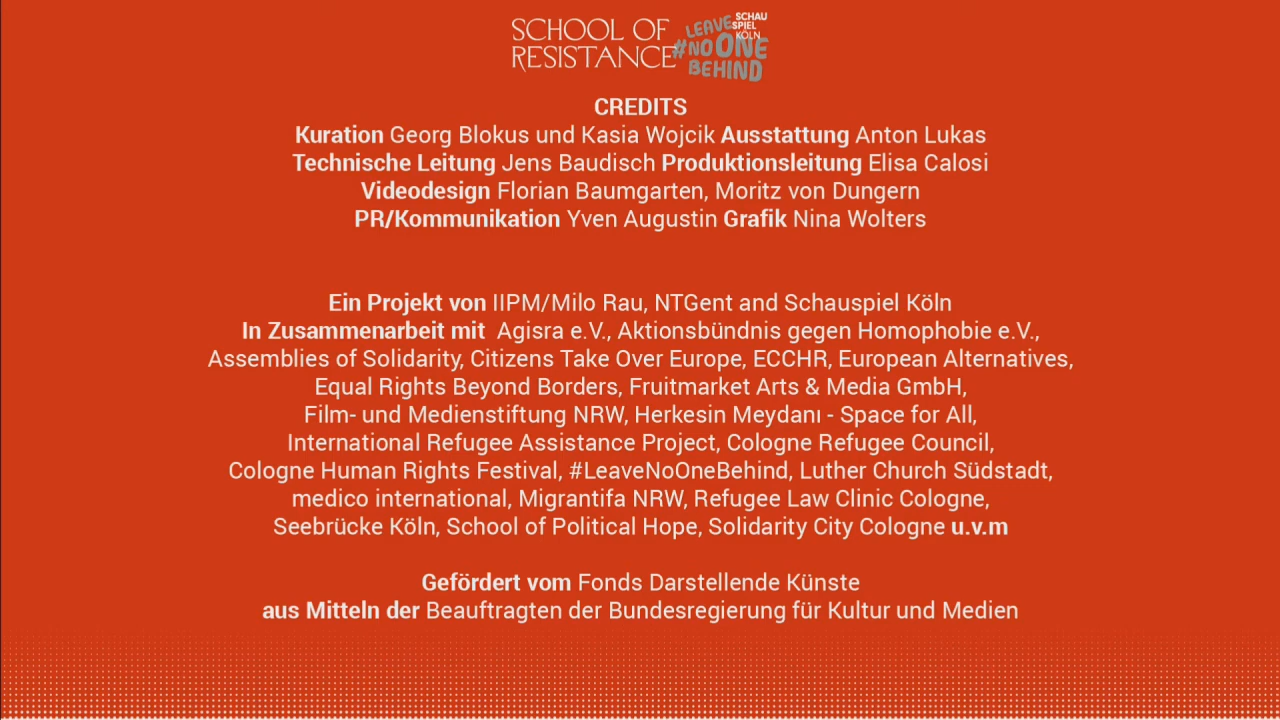 SCHOOL OF
RESISTANCE
LEAVE
#NO ONE
BEHIND
SCHAU
SPIEL
KÖLN
CREDITS
Kuration Georg Blokus und Kasia Wojcik Ausstattung Anton Lukas
Technische Leitung Jens Baudisch Produktionsleitung Elisa Calosi
Videodesign Florian Baumgarten, Moritz von Dungern
PR/Kommunikation Yven Augustin Grafik Nina Wolters
Ein Projekt von IIPM/Milo Rau, NTGent and Schauspiel Köln
In Zusammenarbeit mit Agisra e.V., Aktionsbündnis gegen Homophobie e.V.,
Assemblies of Solidarity, Citizens Take Over Europe, ECCHR, European Alternatives,
Equal Rights Beyond Borders, Fruitmarket Arts & Media GmbH,
Film- und Medienstiftung NRW, Herkesin Meydanı - Space for All,
International Refugee Assistance Project, Cologne Refugee Council,
Cologne Human Rights Festival, #LeaveNoOneBehind, Luther Church Südstadt,
medico international, Migrantifa NRW, Refugee Law Clinic Cologne,
Seebrücke Köln, School of Political Hope, Solidarity City Cologne u.v.m
Gefördert vom Fonds Darstellende Künste
aus Mitteln der Beauftragten der Bundesregierung für Kultur und Medien